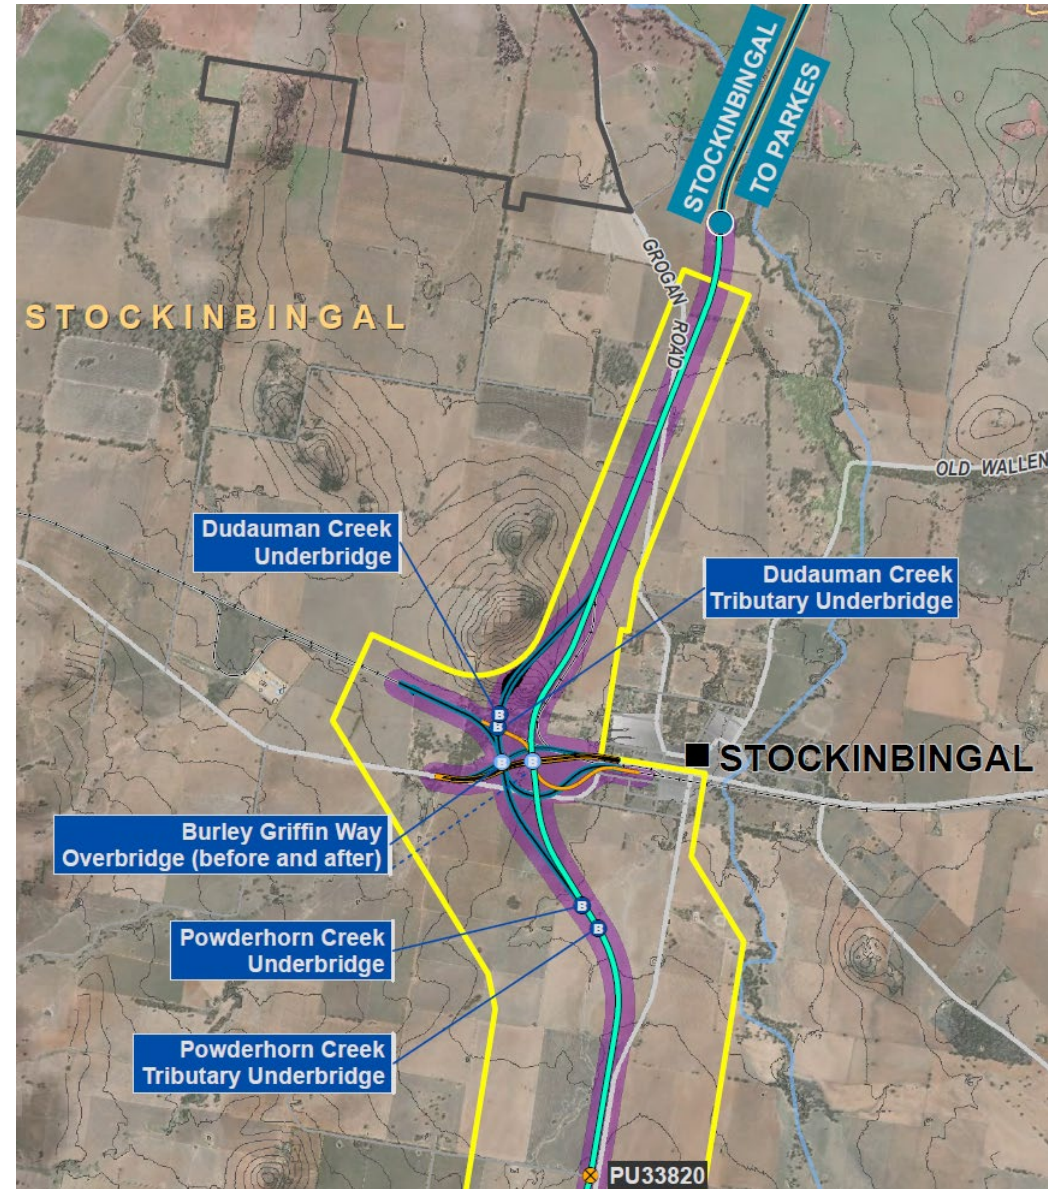 STOCKINBINGAL
TO PARKES
GROGAN ROAD
STOCKINBINGAL
OLD WALLEN
Dudauman Creek
Underbridge
Dudauman Creek
Tributary Underbridge
B
B
B
B
STOCKINBINGAL
Burley Griffin Way
Overbridge (before and after)
B
Powderhorn Creek
Underbridge
B
Powderhorn Creek
Tributary Underbridge
PU33820